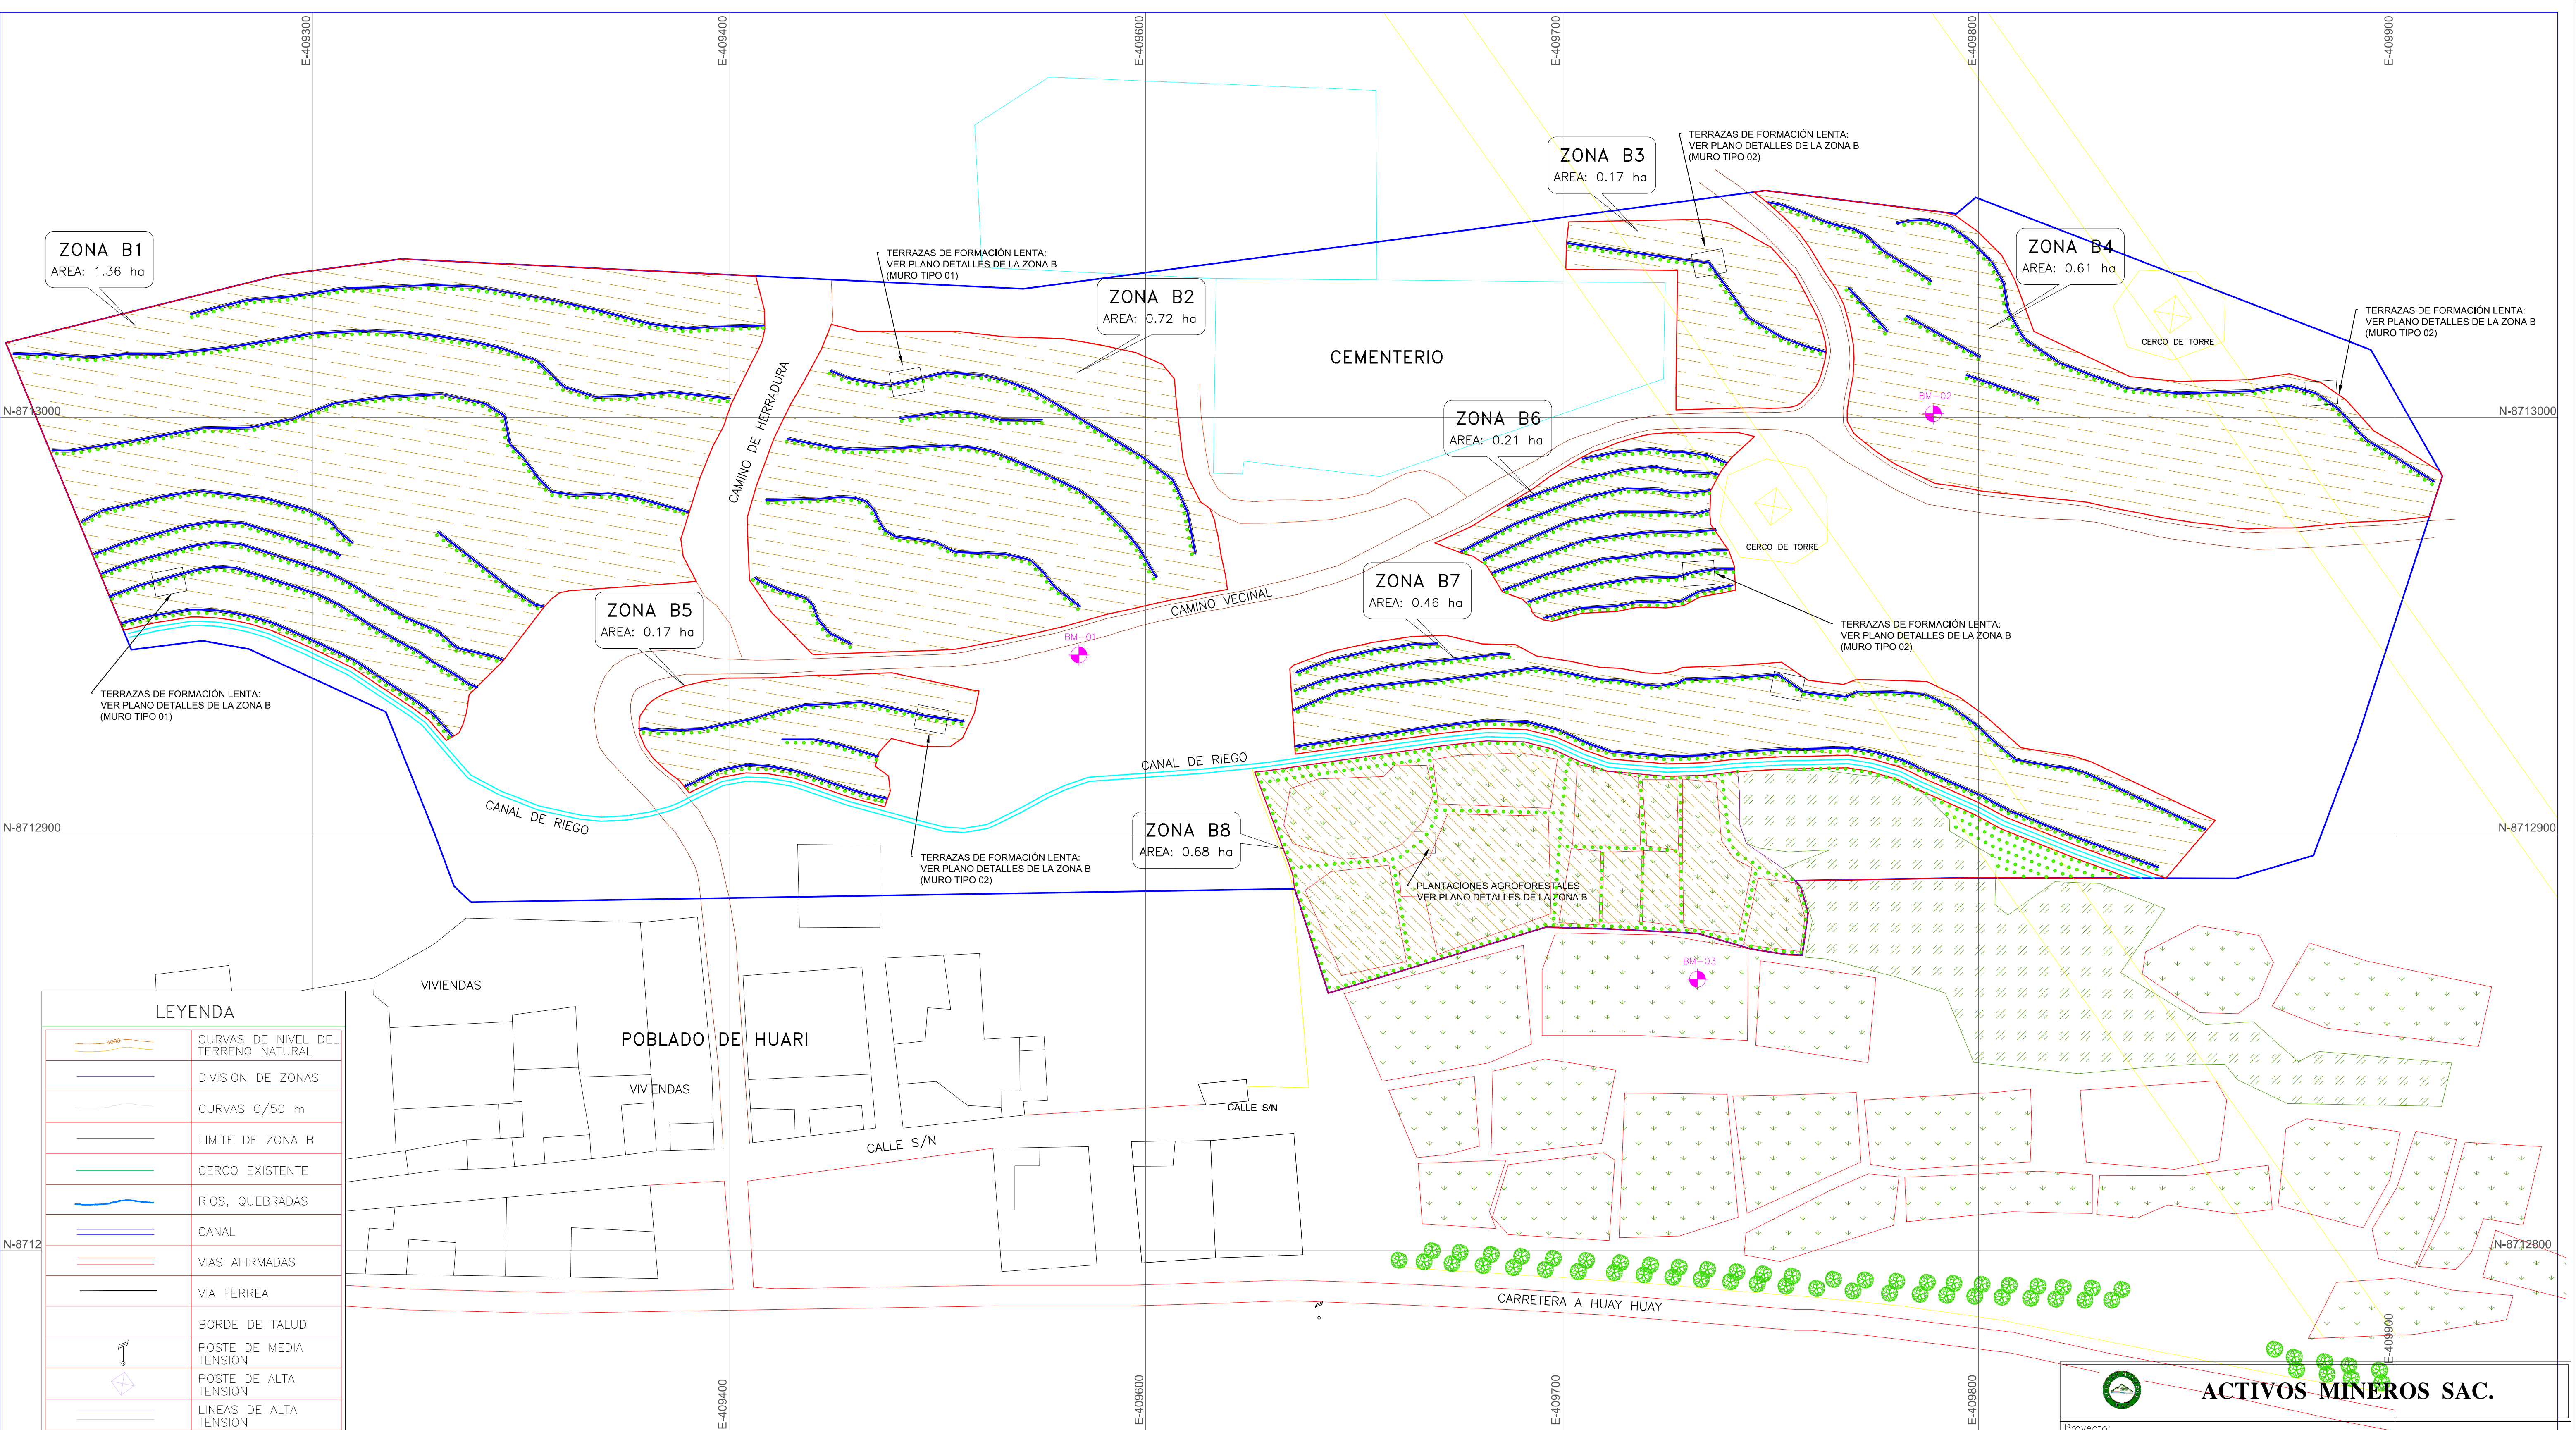 E-409300
E-409400
E-409600
E-409700
E-409800
E-409900
ZONA B1
AREA: 1.36 ha
TERRAZAS DE FORMACIÓN LENTA:
VER PLANO DETALLES DE LA ZONA B
(MURO TIPO 01)
ZONA B2
AREA: 0.72 ha
ZONA B3
AREA: 0.17 ha
TERRAZAS DE FORMACIÓN LENTA:
VER PLANO DETALLES DE LA ZONA B
(MURO TIPO 02)
ZONA B4
AREA: 0.61 ha
CERCO DE TORRE
TERRAZAS DE FORMACIÓN LENTA:
VER PLANO DETALLES DE LA ZONA B
(MURO TIPO 02)
CEMENTERIO
CAMINO DE HERRADURA
N-8713000
N-8713000
BM-02
ZONA B6
AREA: 0.21 ha
CERCO DE TORRE
ZONA B7
AREA: 0.46 ha
ZONA B5
AREA: 0.17 ha
CAMINO VECINAL
BM-01
TERRAZAS DE FORMACIÓN LENTA:
VER PLANO DETALLES DE LA ZONA B
(MURO TIPO 02)
TERRAZAS DE FORMACIÓN LENTA:
VER PLANO DETALLES DE LA ZONA B
(MURO TIPO 01)
CANAL DE RIEGO
CANAL DE RIEGO
N-8712900
N-8712900
ZONA B8
AREA: 0.68 ha
TERRAZAS DE FORMACIÓN LENTA:
VER PLANO DETALLES DE LA ZONA B
(MURO TIPO 02)
PLANTACIONES AGROFORESTALES
VER PLANO DETALLES DE LA ZONA B
BM-03
VIVIENDAS
POBLADO DE HUARI
VIVIENDAS
CALLE S/N
CALLE S/N
LEYENDA
4900
CURVAS DE NIVEL DEL
TERRENO NATURAL
DIVISION DE ZONAS
CURVAS C/50 m
LIMITE DE ZONA B
CERCO EXISTENTE
RIOS, QUEBRADAS
CANAL
VIAS AFIRMADAS
VIA FERREA
BORDE DE TALUD
POSTE DE MEDIA
TENSION
POSTE DE ALTA
TENSION
LINEAS DE ALTA
TENSION
N-8712
N-8712800
CARRETERA A HUAY HUAY
E-409400
E-409600
E-409700
E-409800
E-409900
ACTIVOS MINEROS SAC.
Proyecto: